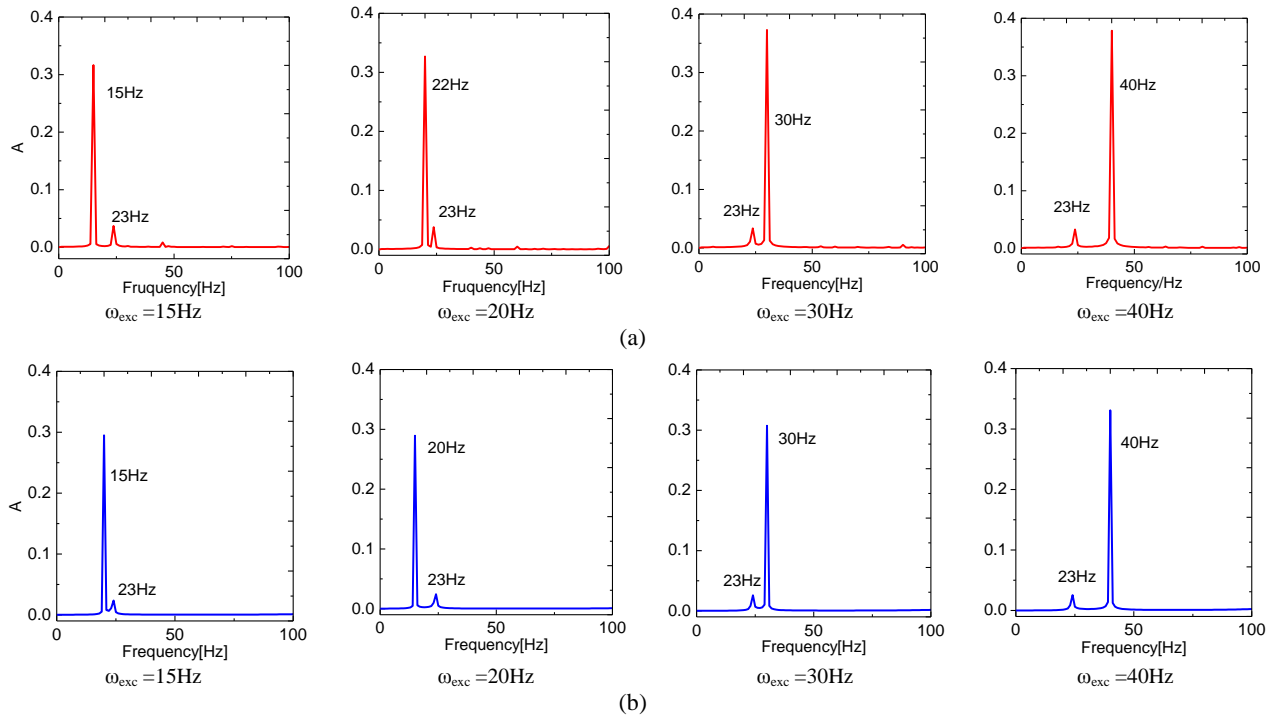 0.4
0.3
0.2
0.1
0.0
A
15Hz
23Hz
0 50 100
Fruquency[Hz]
ωexc =15Hz
0.4
0.3
0.2
0.1
0.0
22Hz
23Hz
0 50 100
Fruquency[Hz]
ωexc =20Hz
0.4
0.3
0.2
0.1
0.0
30Hz
23Hz
0 50 100
Frequency[Hz]
ωexc =30Hz
0.4
0.3
0.2
0.1
0.0
40Hz
23Hz
0 50 100
Frequency/Hz
ωexc =40Hz
(a)
0.4
0.3
0.2
0.1
0.0
A
15Hz
23Hz
0 50 100
Frequency[Hz]
ωexc =15Hz
0.4
0.3
0.2
0.1
0.0
20Hz
23Hz
0 50 100
Frequency[Hz]
ωexc =20Hz
0.4
0.3
0.2
0.1
0.0
30Hz
23Hz
0 50 100
Frequency[Hz]
ωexc =30Hz
0.4
0.3
0.2
0.1
0.0
40Hz
23Hz
0 50 100
Frequency[Hz]
ωexc =40Hz
(b)